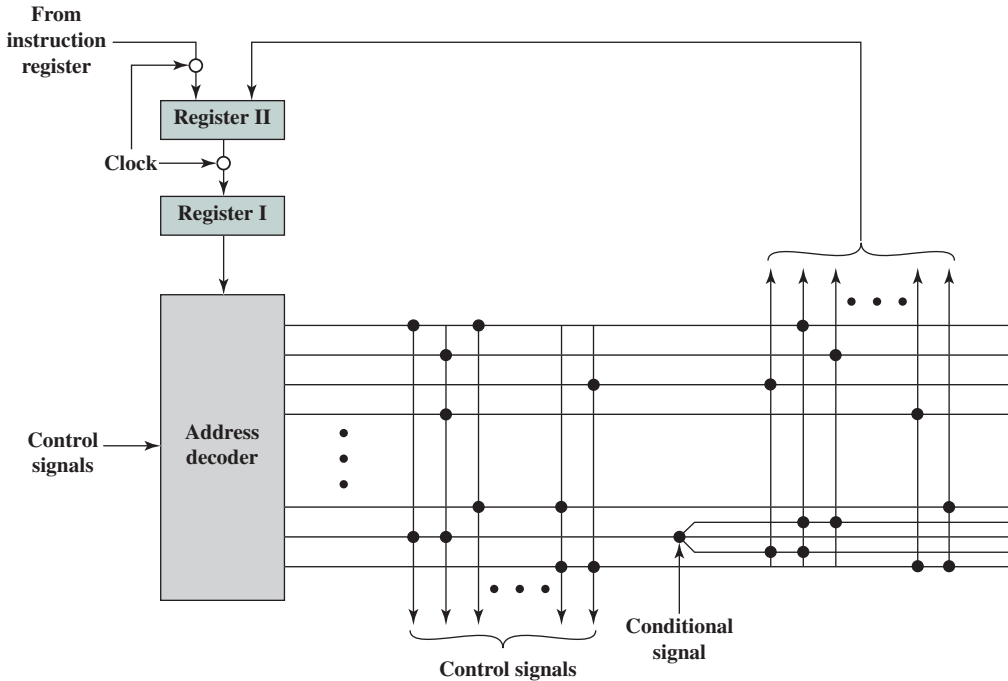 From
instruction
register
Register II
Clock
Register I
Control
signals
Address
decoder
Conditional
signal
Control signals